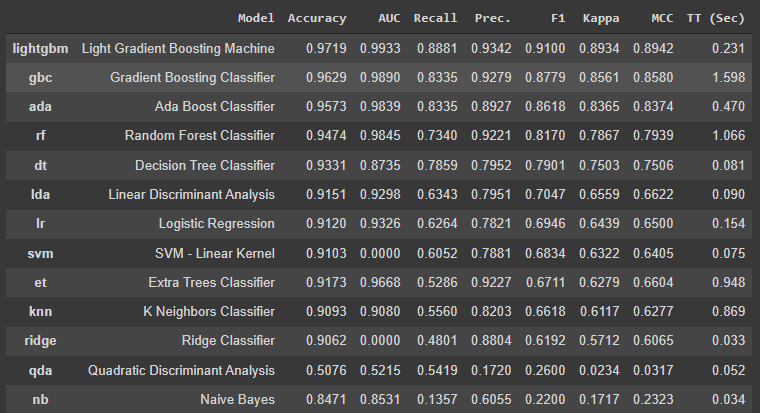 Model Accuracy AUC Recall Prec. F1 Kappa MCC TT (Sec)
lightgbm Light Gradient Boosting Machine 0.9719 0.9933 0.8881 0.9342 0.9100 0.8934 0.8942 0.231
gbc Gradient Boosting Classifier 0.9629 0.9890 0.8335 0.9279 0.8779 0.8561 0.8580 1.598
ada Ada Boost Classifier 0.9573 0.9839 0.8335 0.8927 0.8618 0.8365 0.8374 0.470
rf Random Forest Classifier 0.9474 0.9845 0.7340 0.9221 0.8170 0.7867 0.7939 1.066
dt Decision Tree Classifier 0.9331 0.8735 0.7859 0.7952 0.7901 0.7503 0.7506 0.081
lda Linear Discriminant Analysis 0.9151 0.9298 0.6343 0.7951 0.7047 0.6559 0.6622 0.090
lr Logistic Regression 0.9120 0.9326 0.6264 0.7821 0.6946 0.6439 0.6500 0.154
svm SVM - Linear Kernel 0.9103 0.0000 0.6052 0.7881 0.6834 0.6322 0.6405 0.075
et Extra Trees Classifier 0.9173 0.9668 0.5286 0.9227 0.6711 0.6279 0.6604 0.948
knn K Neighbors Classifier 0.9093 0.9080 0.5560 0.8203 0.6618 0.6117 0.6277 0.869
ridge Ridge Classifier 0.9062 0.0000 0.4801 0.8804 0.6192 0.5712 0.6065 0.033
qda Quadratic Discriminant Analysis 0.5076 0.5215 0.5419 0.1720 0.2600 0.0234 0.0317 0.052
nb Naive Bayes 0.8471 0.8531 0.1357 0.6055 0.2200 0.1717 0.2323 0.034